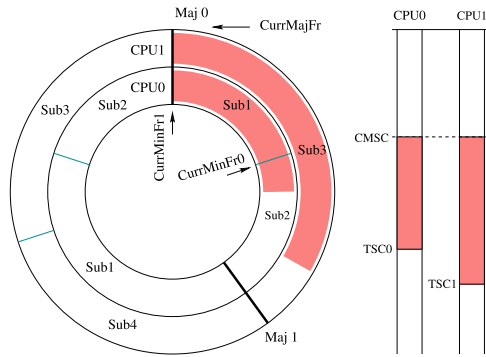 Maj 0
CurrMajFr
CPU0
CPU1
CPU1
CPU0
Sub3
Sub2
Sub1
CurrMinFr1
CurrMinFr0
Sub3
CMSC
Sub2
TSC0
Sub1
TSC1
Sub4
Maj 1